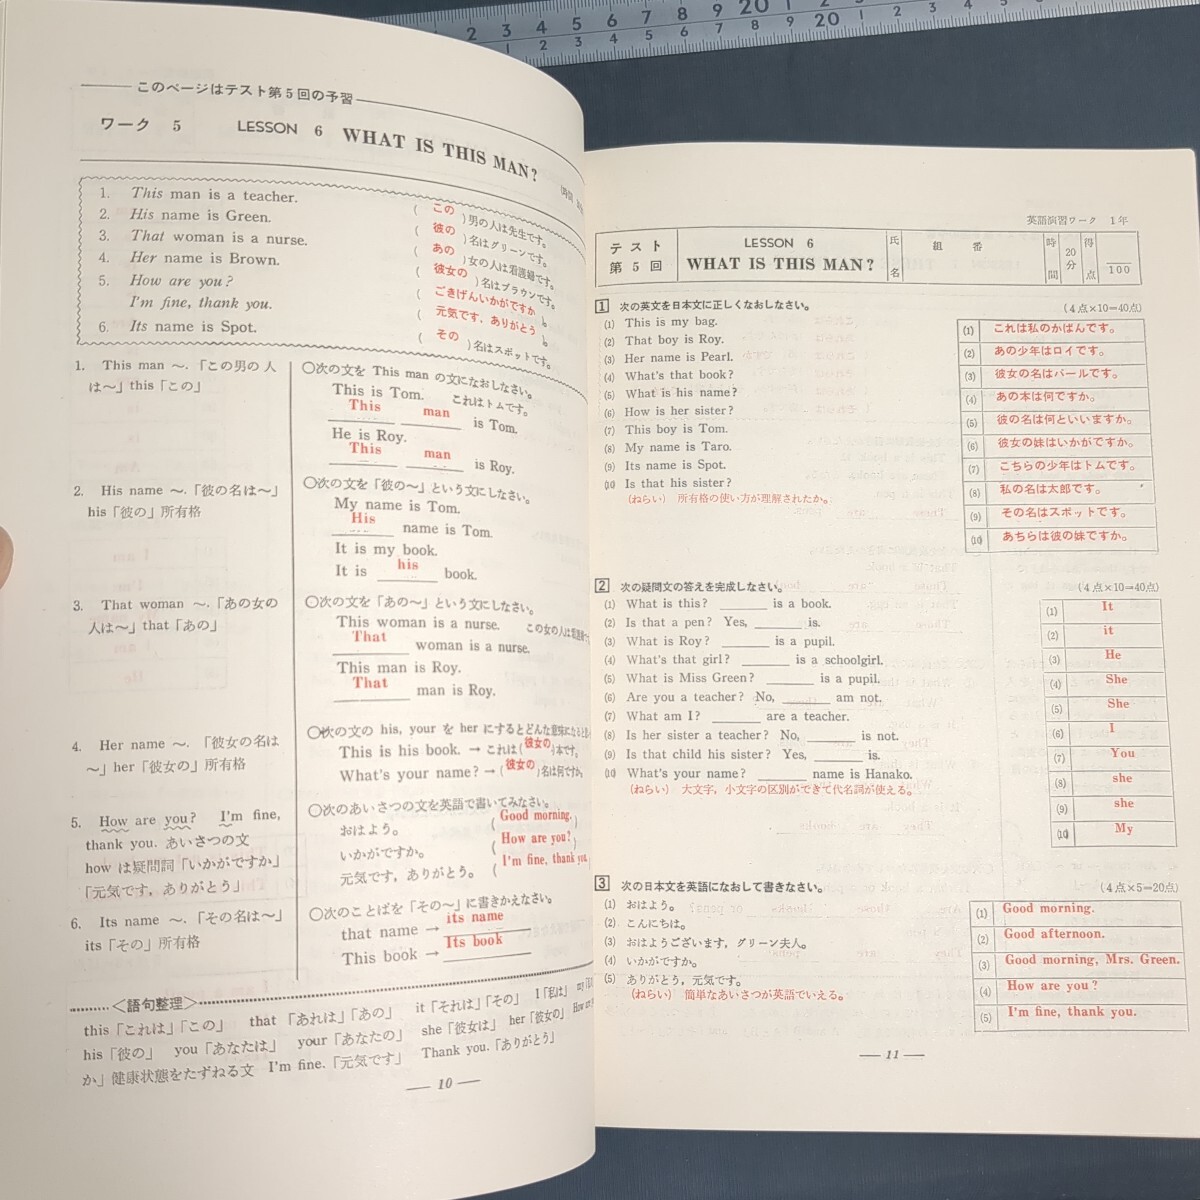 このページはテスト第5回の予習
ワーク 5 LESSON 6 WHAT IS THIS MAN?
1. This man is a teacher. (この)男の人は先生です。
2. His name is Green. (彼の)名はグリーンです。
3. That woman is a nurse. (あの)女の人は看護婦です。
4. Her name is Brown. (彼女の)名はブラウンです。
5. How are you? (ごきげんいかがですか)。
I'm fine, thank you. (元気です，ありがとう)。
6. Its name is Spot. (その)名はスポットです。
1. This man ～.「この男の人
は～」this「この」
○次の文を This man の文になおしなさい。
This is Tom. これはトムです。
This man is Tom.
He is Roy.
This man is Roy.
2. His name ～.「彼の名は～」
his「彼の」所有格
○次の文を「彼の～」という文にしなさい。
My name is Tom.
His name is Tom.
It is my book.
It is his book.
3. That woman ～.「あの女の
人は～」that「あの」
○次の文を「あの～」という文にしなさい。
This woman is a nurse. この女の人は看護
That woman is a nurse.
This man is Roy.
That man is Roy.
4. Her name ～.「彼女の名は
～」her「彼女の」所有格
○次の文の his, your を her にするとどんな意味になる
This is his book. → これは(彼女の)本です。
What's your name? → (彼女の)名は何ですか。
5. How are you? I'm fine,
thank you. あいさつの文
how は疑問詞「いかがですか」
「元気です，ありがとう」
○次のあいさつの文を英語で書いてみなさい。
おはよう。 (Good morning.)
いかがですか。 (How are you?)
元気です，ありがとう。 (I'm fine, thank you.
6. Its name ～.「その名は～」
its「その」所有格
○次のことばを「その～」に書きかえなさい。
that name → its name
This book → Its book
＜語句整理＞
this「これは」「この」 that「あれは」「あの」 it「それは」「その」 I「私は」 my
his「彼の」 you「あなたは」 your「あなたの」 she「彼女は」 her「彼女の」 How are
か」健康状態をたずねる文 I'm fine.「元気です」 Thank you.「ありがとう」
— 10 —
英語演習ワーク 1年
テスト 第5回 LESSON 6 WHAT IS THIS MAN? 氏名 組 番 時間 20分 得点 100
1 次の英文を日本文に正しくなおしなさい。 (4点×10=40点)
(1) This is my bag.
(2) That boy is Roy.
(3) Her name is Pearl.
(4) What's that book?
(5) What is his name?
(6) How is her sister?
(7) This boy is Tom.
(8) My name is Taro.
(9) Its name is Spot.
(10) Is that his sister?
(ねらい) 所有格の使い方が理解されたか。
(1) これは私のかばんです。
(2) あの少年はロイです。
(3) 彼女の名はパールです。
(4) あの本は何ですか。
(5) 彼の名は何といいますか。
(6) 彼女の妹はいかがですか。
(7) こちらの少年はトムです。
(8) 私の名は太郎です。
(9) その名はスポットです。
(10) あちらは彼の妹ですか。
2 次の疑問文の答えを完成しなさい。 (4点×10=40点)
(1) What is this? ______ is a book.
(2) Is that a pen? Yes, ______ is.
(3) What is Roy? ______ is a pupil.
(4) What's that girl? ______ is a schoolgirl.
(5) What is Miss Green? ______ is a pupil.
(6) Are you a teacher? No, ______ am not.
(7) What am I? ______ are a teacher.
(8) Is her sister a teacher? No, ______ is not.
(9) Is that child his sister? Yes, ______ is.
(10) What's your name? ______ name is Hanako.
(ねらい) 大文字，小文字の区別ができて代名詞が使える。
(1) It
(2) it
(3) He
(4) She
(5) She
(6) I
(7) You
(8) she
(9) she
(10) My
3 次の日本文を英語になおして書きなさい。 (4点×5=20点)
(1) おはよう。
(2) こんにちは。
(3) おはようございます，グリーン夫人。
(4) いかがですか。
(5) ありがとう，元気です。
(ねらい) 簡単なあいさつが英語でいえる。
(1) Good morning.
(2) Good afternoon.
(3) Good morning, Mrs. Green.
(4) How are you?
(5) I'm fine, thank you.
— 11 —